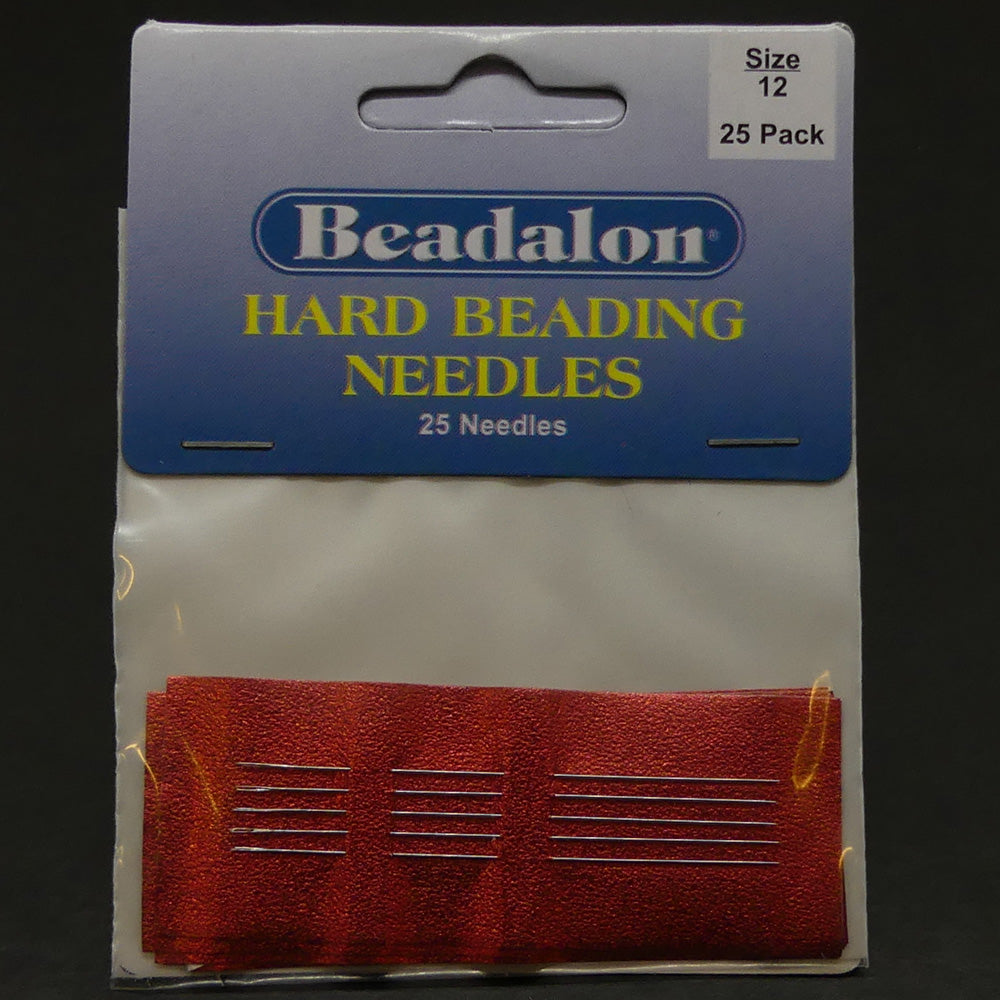 Size
12
25 Pack
Beadalon®
HARD BEADING
NEEDLES
25 Needles